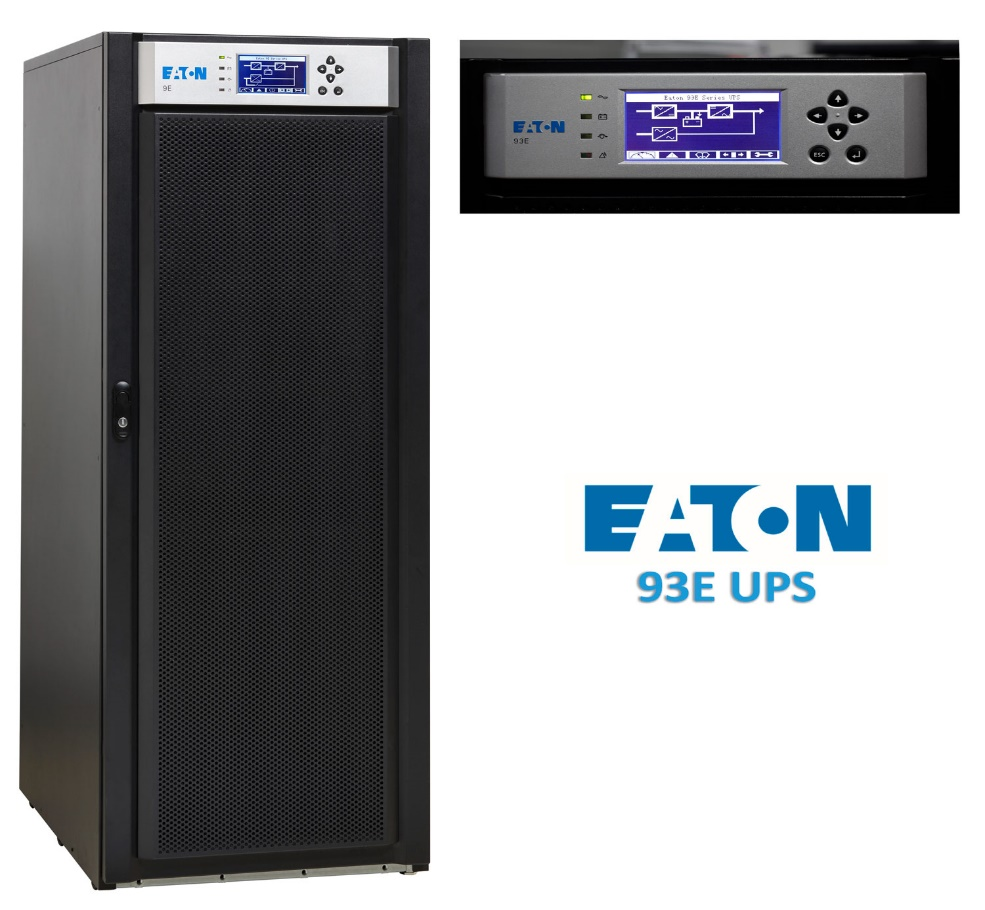 EATON
9E
EATON
93E
Eaton 93E Series UPS
ESC
EATON
93E UPS